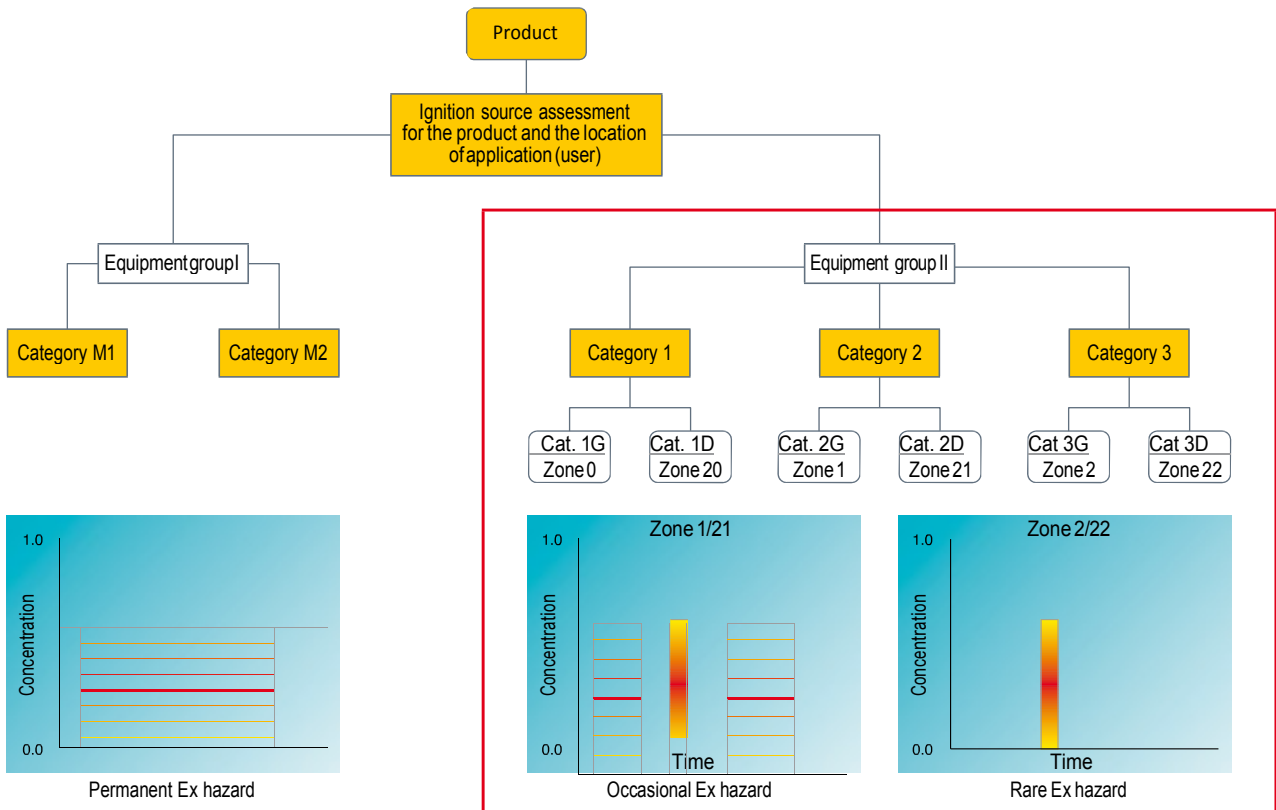 Product
Ignition source assessment
for the product and the location
of application (user)
Equipment group I
Equipment group II
Category M1
Category M2
Category 1
Category 2
Category 3
Cat. 1G
Zone 0
Cat. 1D
Zone 20
Cat. 2G
Zone 1
Cat. 2D
Zone 21
Cat 3G
Zone 2
Cat 3D
Zone 22
1.0
Concentration
0.0
Permanent Ex hazard
Zone 1/21
1.0
Concentration
0.0
Time
Occasional Ex hazard
Zone 2/22
1.0
Concentration
0.0
Time
Rare Ex hazard